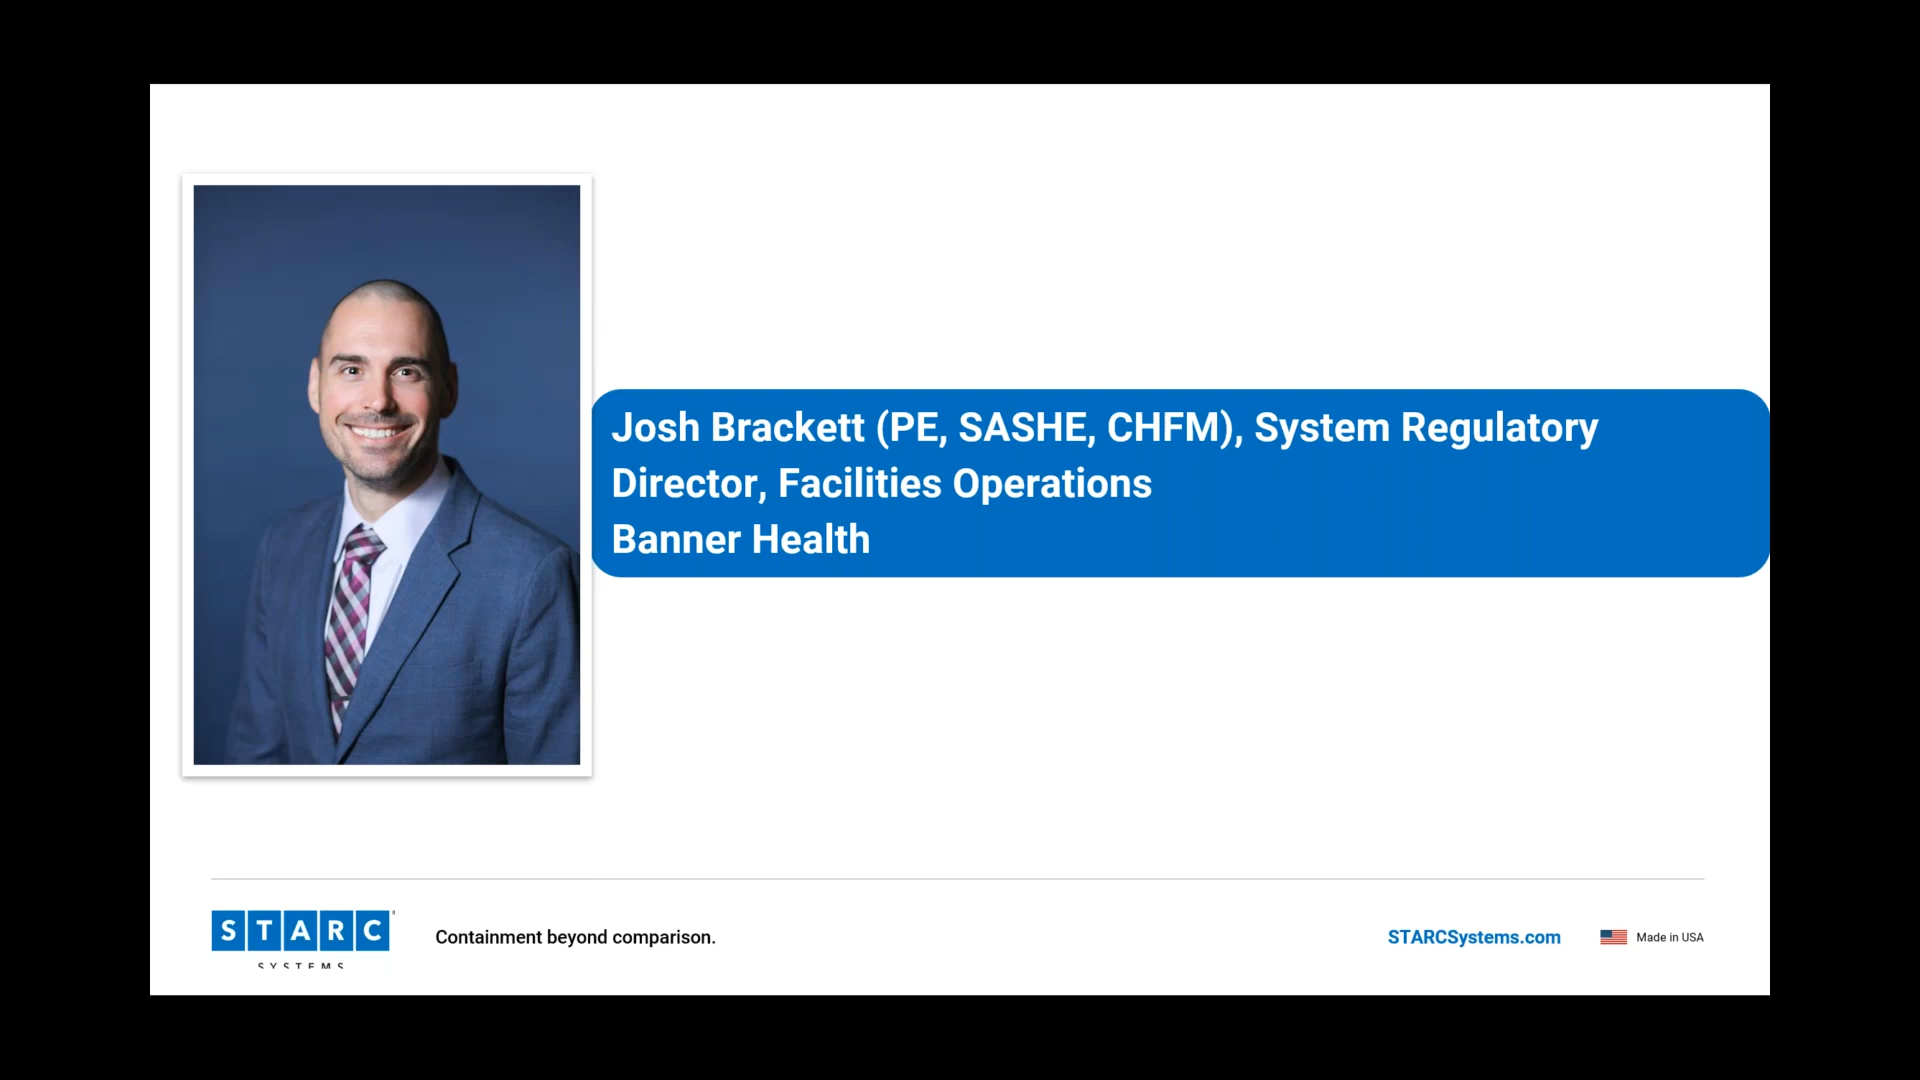 Josh Brackett (PE, SASHE, CHFM), System Regulatory
Director, Facilities Operations
Banner Health
STARC
SYSTEMS
Containment beyond comparison.
STARCSystems.com
Made in USA